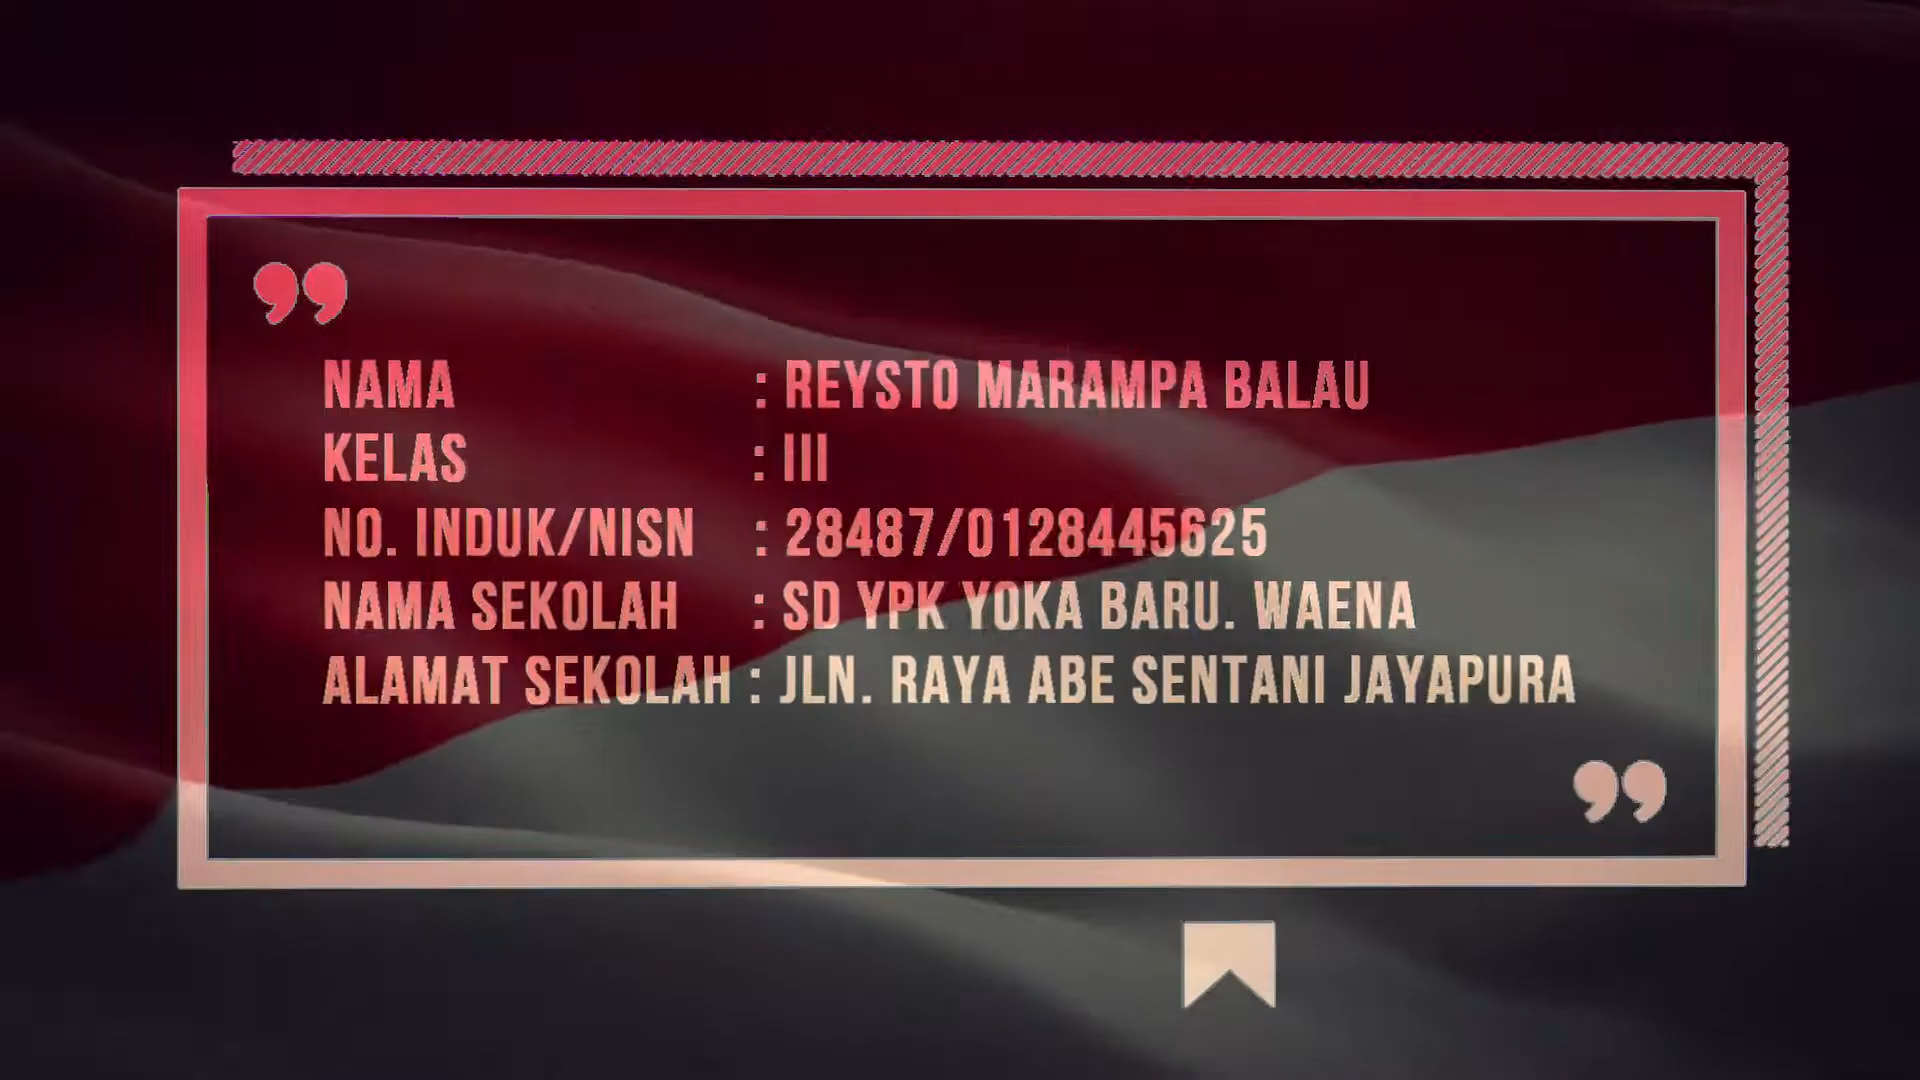 NAMA : REYSTO MARAMPA BALAU
KELAS : III
NO. INDUK/NISN : 28487/0128445625
NAMA SEKOLAH : SD YPK YOKA BARU. WAENA
ALAMAT SEKOLAH : JLN. RAYA ABE SENTANI JAYAPURA